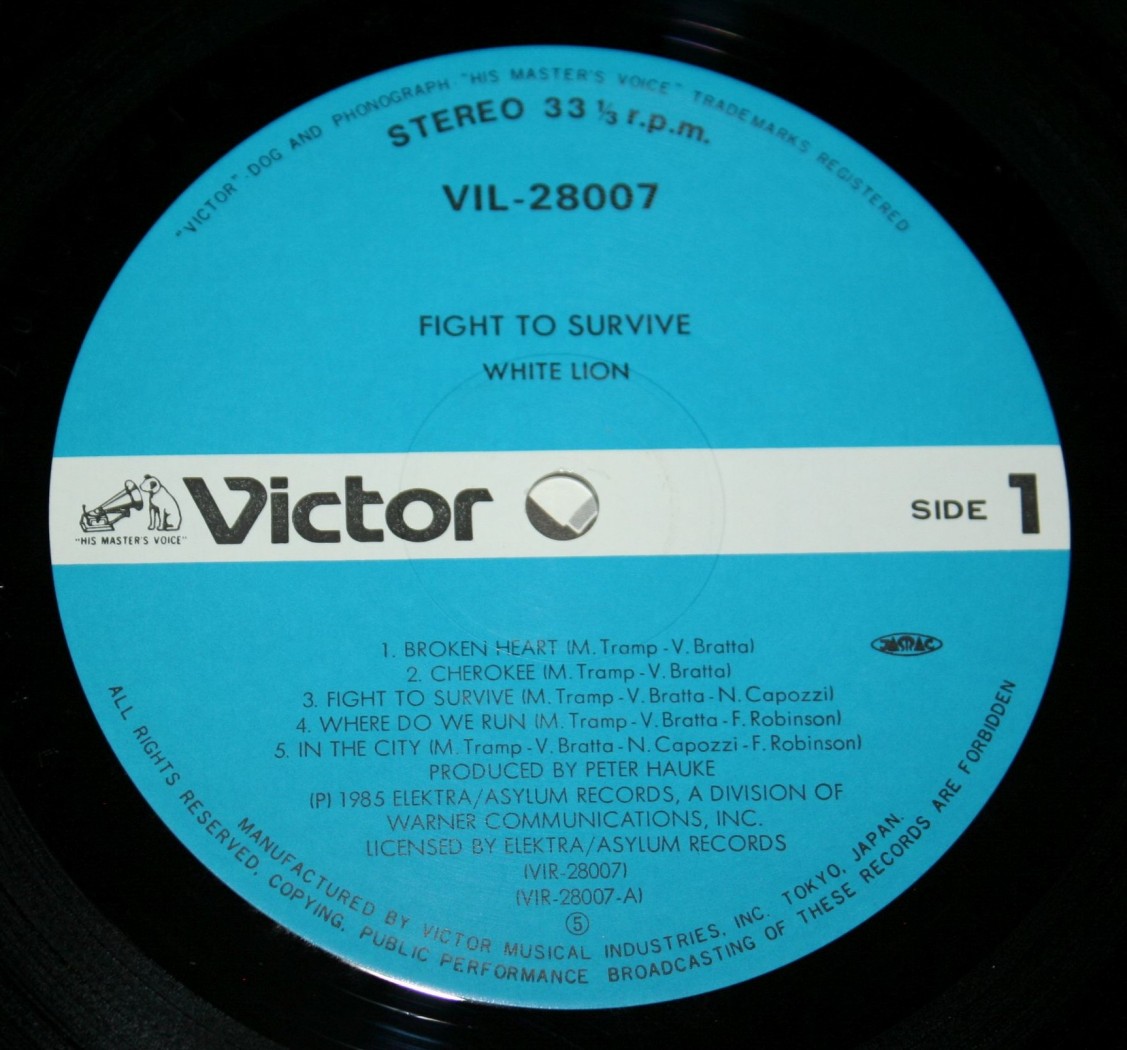 "VICTOR"-DOG AND PHONOGRAPH-"HIS MASTER'S VOICE" TRADEMARKS REGISTERED
STEREO 33 ⅓ r.p.m.
VIL-28007
FIGHT TO SURVIVE
WHITE LION
"HIS MASTER'S VOICE"
Victor
SIDE 1
JASRAC
1. BROKEN HEART (M. Tramp - V. Bratta)
2. CHEROKEE (M. Tramp - V. Bratta)
3. FIGHT TO SURVIVE (M. Tramp - V. Bratta - N. Capozzi)
4. WHERE DO WE RUN (M. Tramp - V. Bratta - F. Robinson)
5. IN THE CITY (M. Tramp - V. Bratta - N. Capozzi - F. Robinson)
PRODUCED BY PETER HAUKE
(P) 1985 ELEKTRA/ASYLUM RECORDS, A DIVISION OF
WARNER COMMUNICATIONS, INC.
LICENSED BY ELEKTRA/ASYLUM RECORDS
(VIR-28007)
(VIR-28007-A)
⑤
MANUFACTURED BY VICTOR MUSICAL INDUSTRIES, INC. TOKYO, JAPAN.
ALL RIGHTS RESERVED, COPYING, PUBLIC PERFORMANCE BROADCASTING OF THESE RECORDS ARE FORBIDDEN